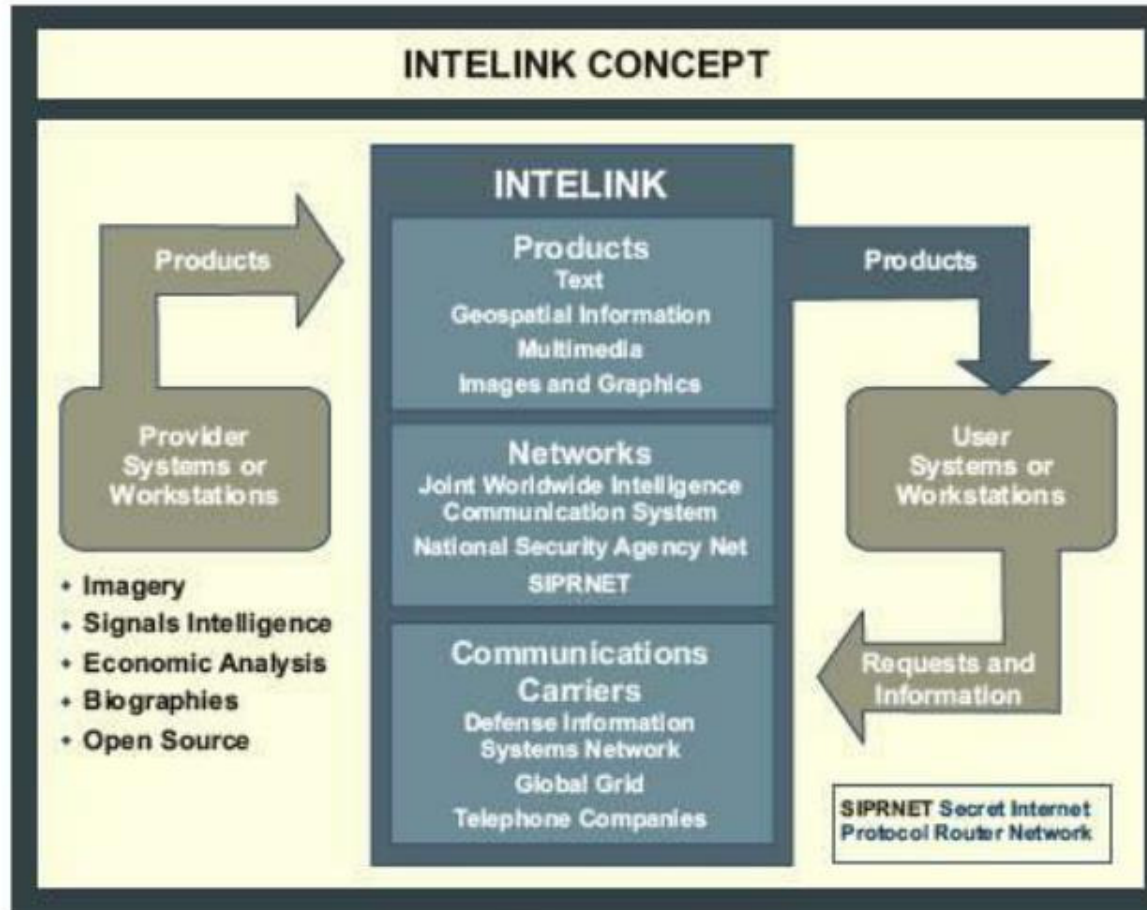 INTELINK CONCEPT
INTELINK
Products
Products
Text
Geospatial Information
Multimedia
Images and Graphics
Products
Provider
Systems or
Workstations
Networks
Joint Worldwide Intelligence
Communication System
National Security Agency Net
SIPRNET
User
Systems or
Workstations
• Imagery
• Signals Intelligence
• Economic Analysis
• Biographies
• Open Source
Communications
Carriers
Defense Information
Systems Network
Global Grid
Telephone Companies
Requests and
Information
SIPRNET Secret Internet
Protocol Router Network